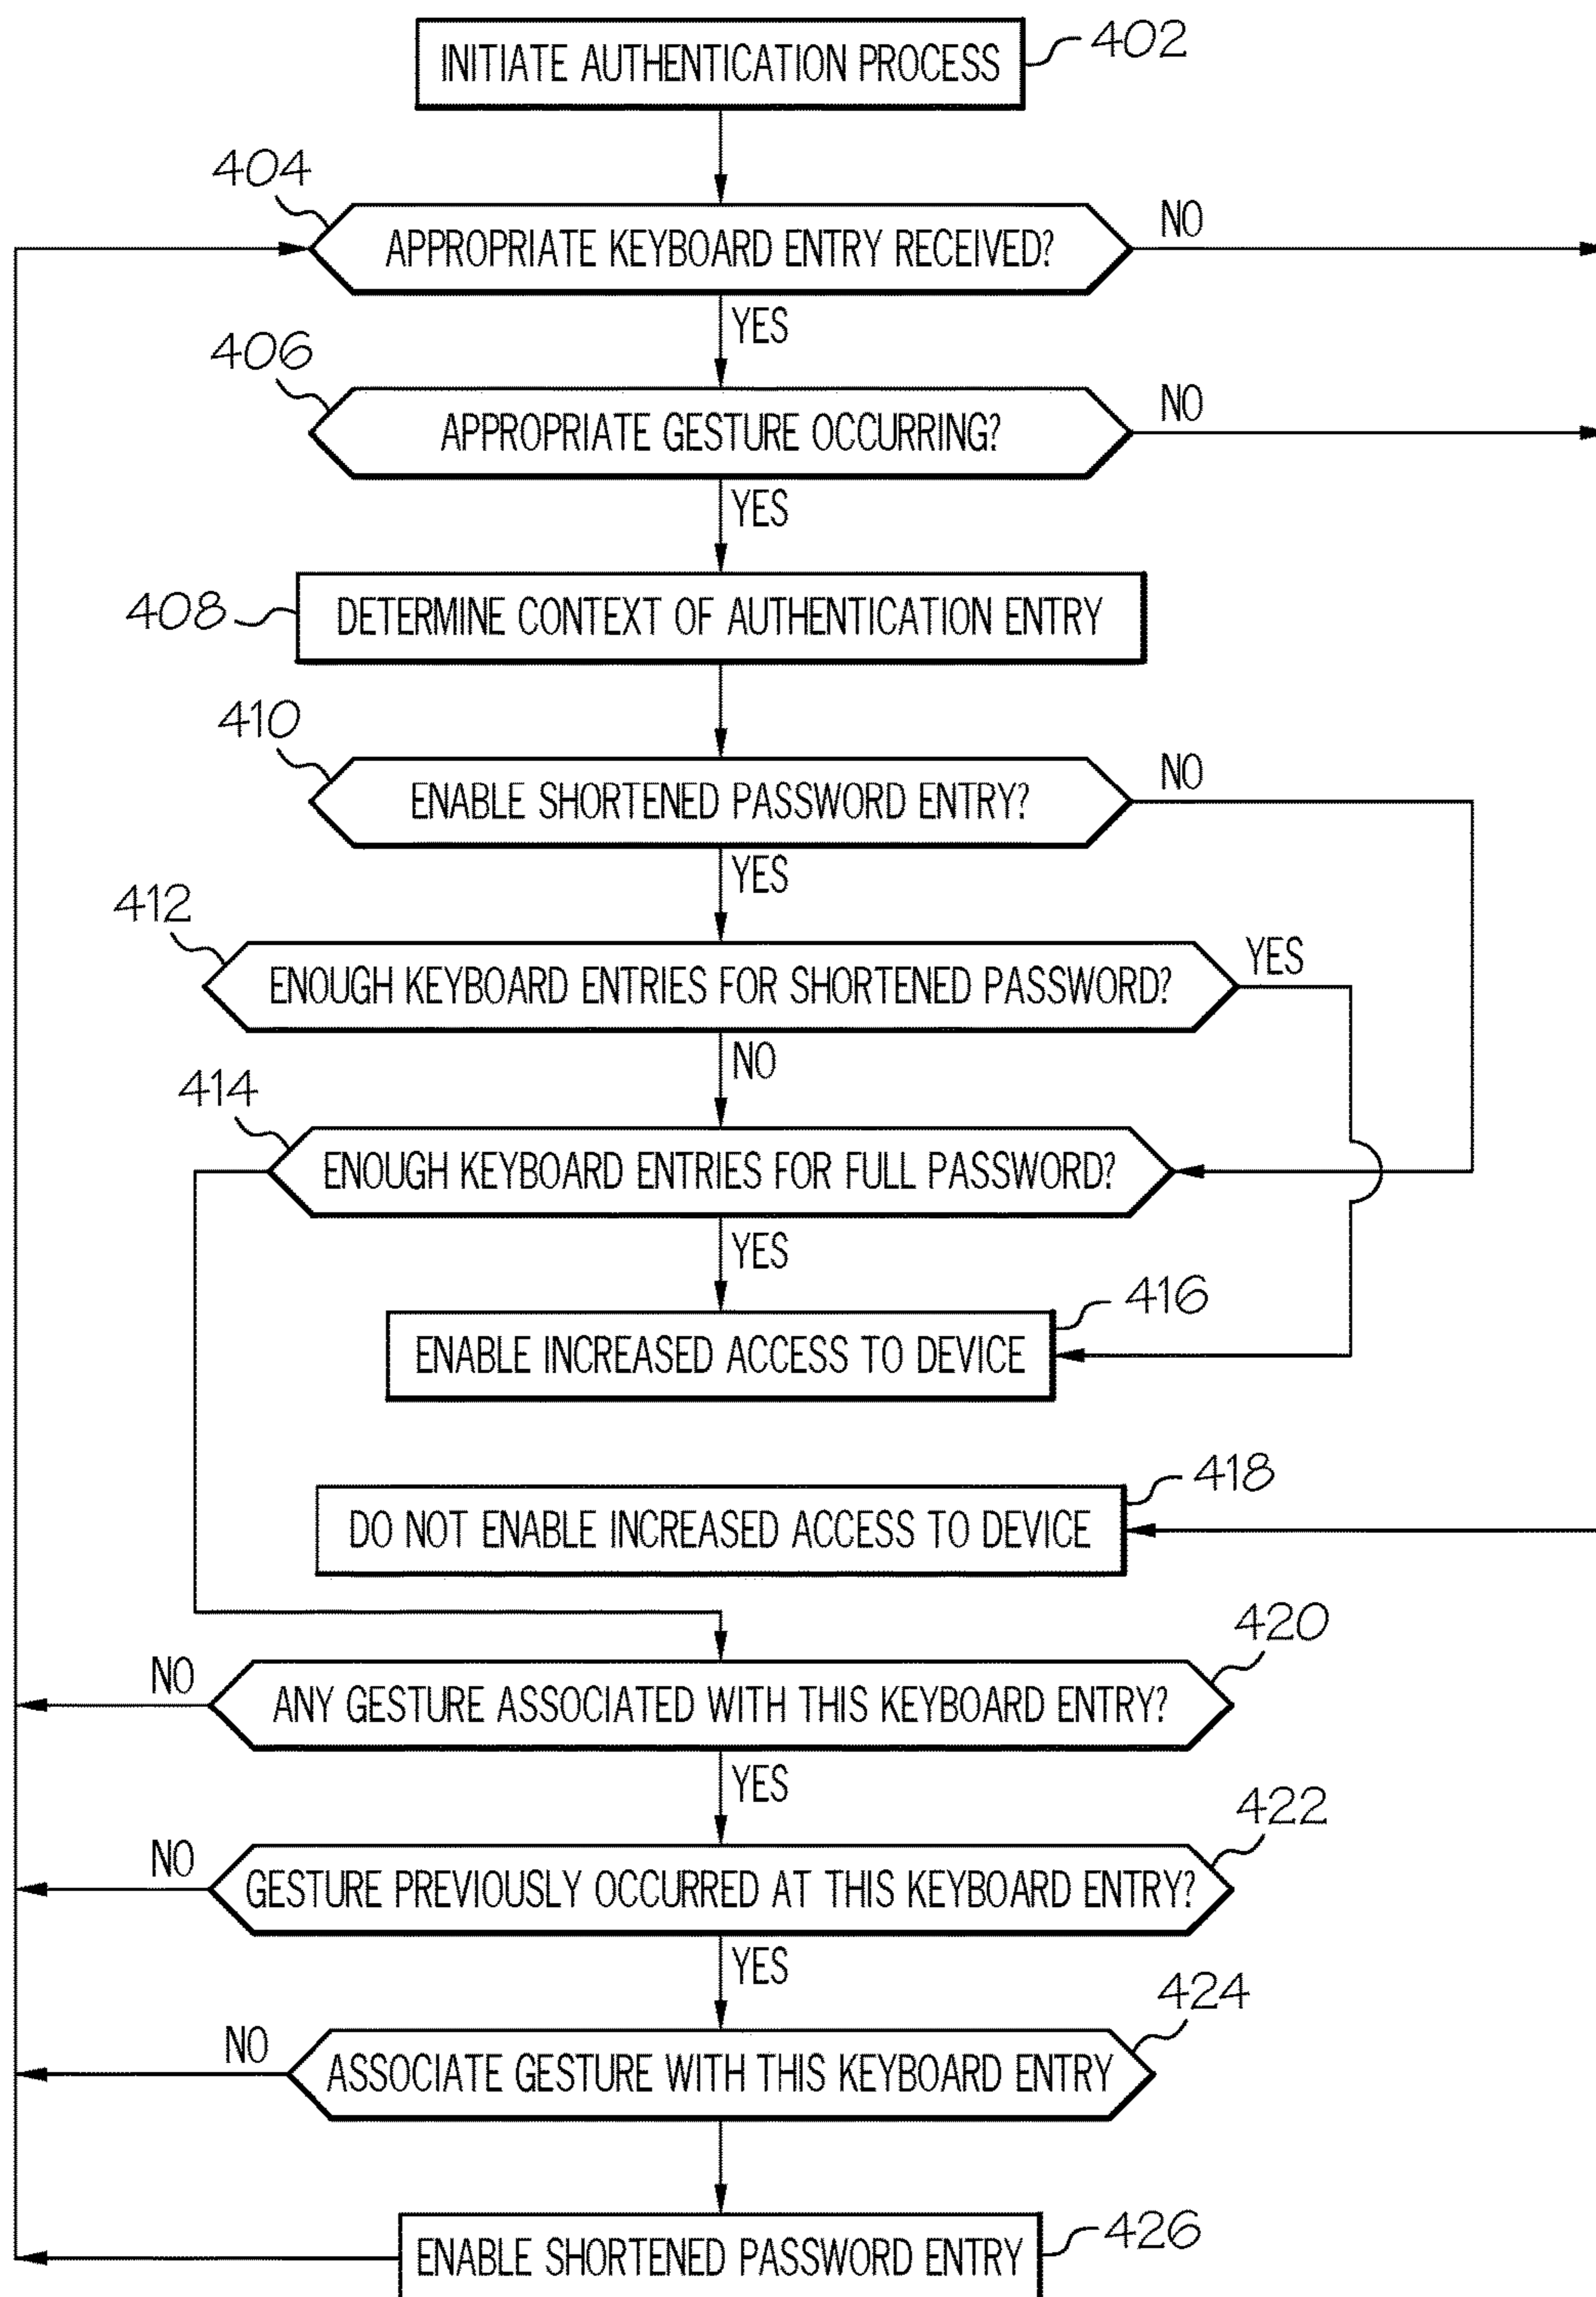 INITIATE AUTHENTICATION PROCESS
402
404
APPROPRIATE KEYBOARD ENTRY RECEIVED?
NO
YES
406
APPROPRIATE GESTURE OCCURRING?
NO
YES
408
DETERMINE CONTEXT OF AUTHENTICATION ENTRY
410
ENABLE SHORTENED PASSWORD ENTRY?
NO
YES
412
ENOUGH KEYBOARD ENTRIES FOR SHORTENED PASSWORD?
YES
NO
414
ENOUGH KEYBOARD ENTRIES FOR FULL PASSWORD?
YES
416
ENABLE INCREASED ACCESS TO DEVICE
418
DO NOT ENABLE INCREASED ACCESS TO DEVICE
420
NO
ANY GESTURE ASSOCIATED WITH THIS KEYBOARD ENTRY?
YES
422
NO
GESTURE PREVIOUSLY OCCURRED AT THIS KEYBOARD ENTRY?
YES
424
NO
ASSOCIATE GESTURE WITH THIS KEYBOARD ENTRY
ENABLE SHORTENED PASSWORD ENTRY
426